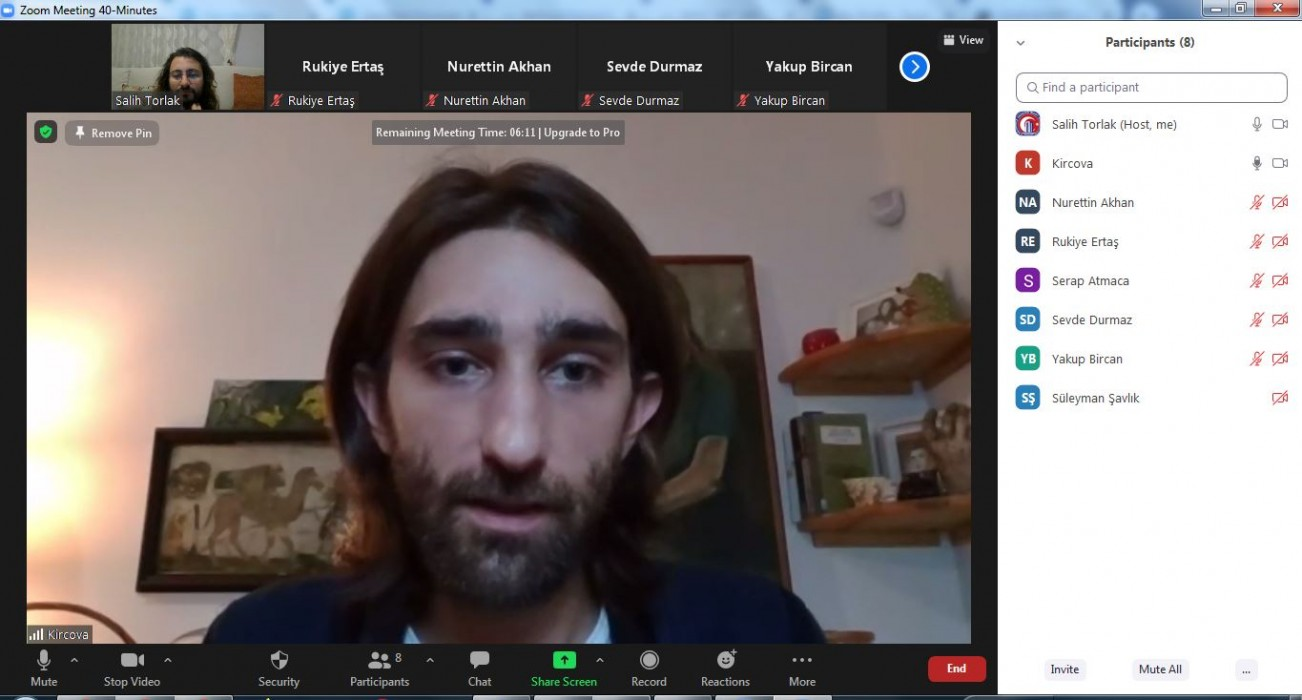 Zoom Meeting 40-Minutes
View
Salih Torlak
Rukiye Ertaş
Rukiye Ertaş
Nurettin Akhan
Nurettin Akhan
Sevde Durmaz
Sevde Durmaz
Yakup Bircan
Yakup Bircan
Remove Pin
Remaining Meeting Time: 06:11 | Upgrade to Pro
Kircova
Mute
Stop Video
Security
8
Participants
Chat
Share Screen
Record
Reactions
More
End
Participants (8)
Find a participant
Salih Torlak (Host, me)
K Kircova
NA Nurettin Akhan
RE Rukiye Ertaş
S Serap Atmaca
SD Sevde Durmaz
YB Yakup Bircan
SŞ Süleyman Şavlık
Invite
Mute All
...